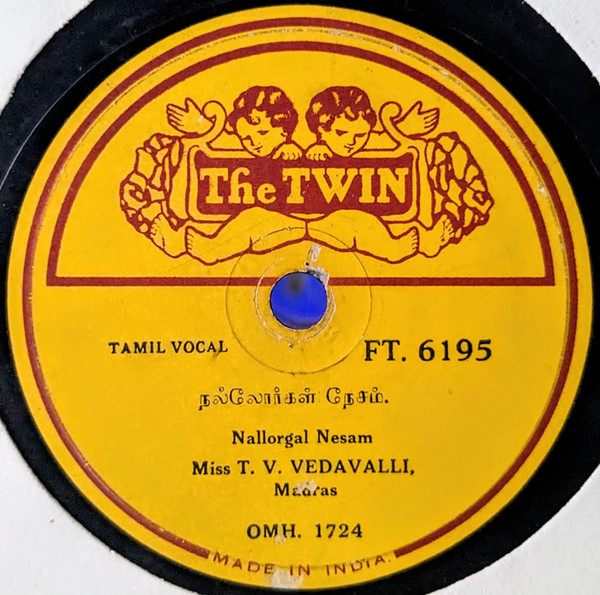 The TWIN
TAMIL VOCAL
FT. 6195
நல்லோர்கள் நேசம்.
Nallorgal Nesam
Miss T. V. VEDAVALLI,
Madras
OMH. 1724
MADE IN INDIA.